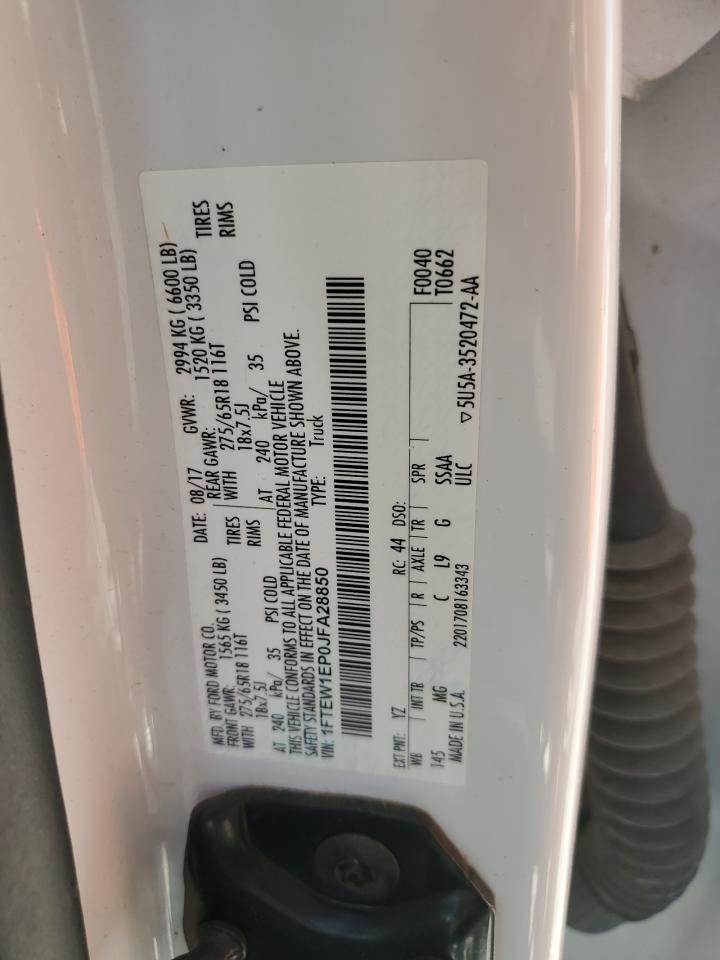 MFD. BY FORD MOTOR CO. DATE: 08/17 GVWR: 2994 KG ( 6600 LB)
FRONT GAWR: 1565 KG ( 3450 LB) REAR GAWR: 1520 KG ( 3350 LB)
WITH 275/65R18 116T TIRES WITH 275/65R18 116T TIRES
18x7.5J RIMS 18x7.5J RIMS
AT 240 kPa/ 35 PSI COLD AT 240 kPa/ 35 PSI COLD
THIS VEHICLE CONFORMS TO ALL APPLICABLE FEDERAL MOTOR VEHICLE
SAFETY STANDARDS IN EFFECT ON THE DATE OF MANUFACTURE SHOWN ABOVE.
VIN: 1FTEW1EP0JFA28850 TYPE: Truck
EXT PNT: YZ RC: 44 DSO: F0040
WB INT TR TP/PS R AXLE TR SPR T0662
145 MG C L9 G SSAA
MADE IN U.S.A. 2201708163343 ULC ▽5U5A-3520472-AA